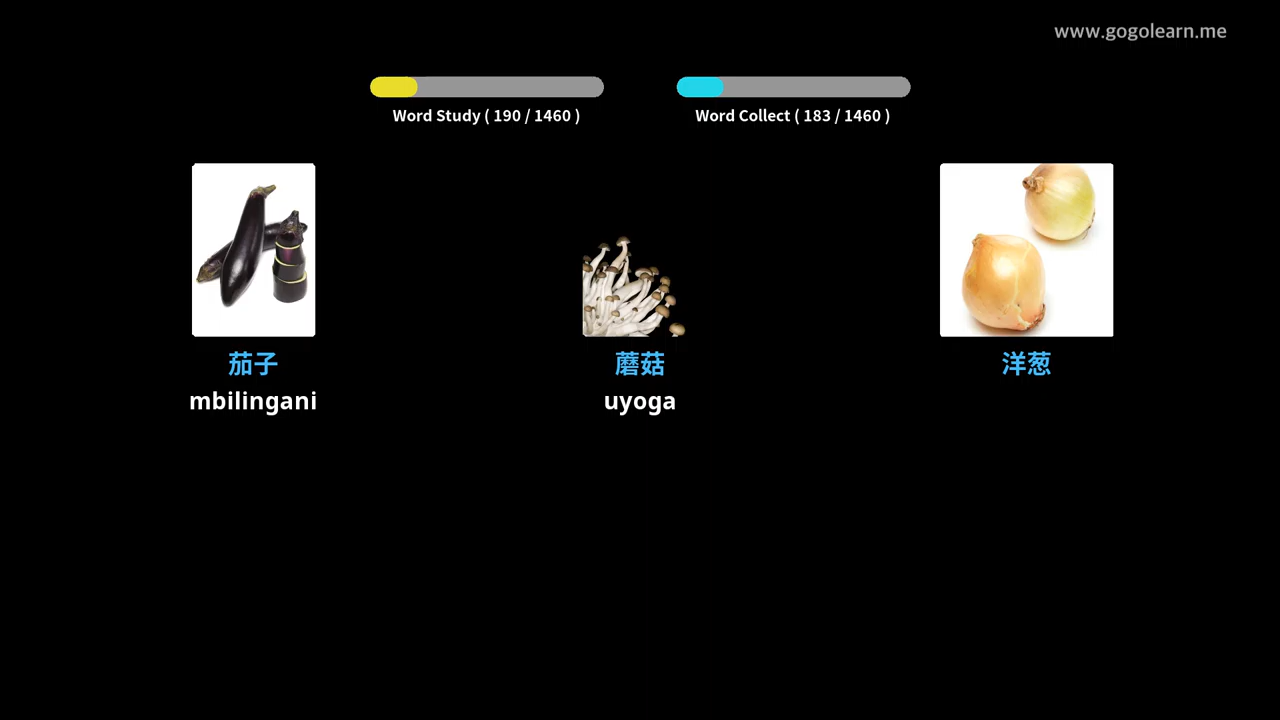 www.gogolearn.me
Word Study ( 190 / 1460 )
Word Collect ( 183 / 1460 )
茄子
mbilingani
蘑菇
uyoga
洋葱